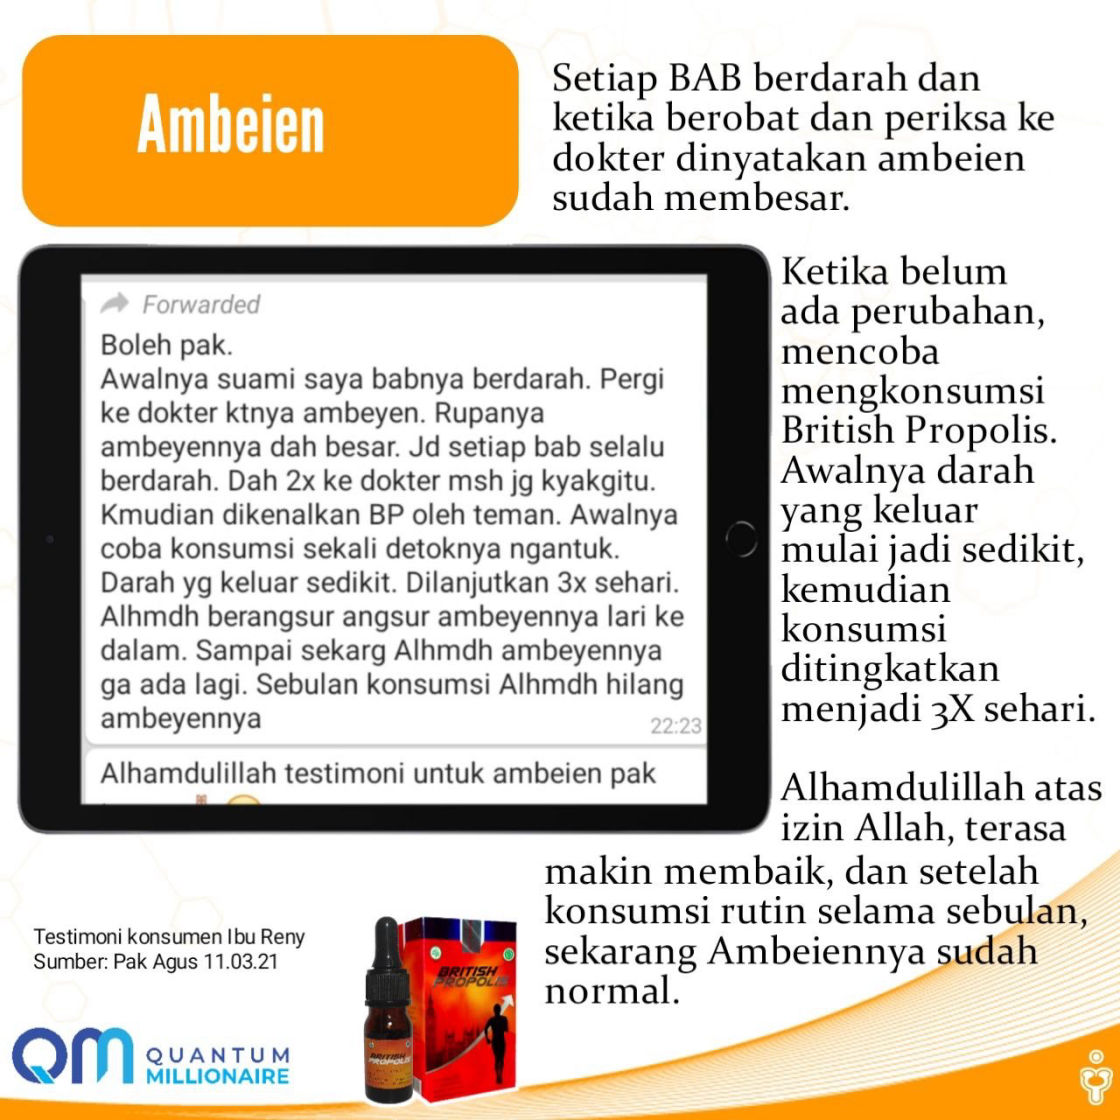 Ambeien
Setiap BAB berdarah dan
ketika berobat dan periksa ke
dokter dinyatakan ambeien
sudah membesar.
Ketika belum
ada perubahan,
mencoba
mengkonsumsi
British Propolis.
Awalnya darah
yang keluar
mulai jadi sedikit,
kemudian
konsumsi
ditingkatkan
menjadi 3X sehari.
Alhamdulillah atas
izin Allah, terasa
makin membaik, dan setelah
konsumsi rutin selama sebulan,
sekarang Ambeiennya sudah
normal.
Forwarded
Boleh pak.
Awalnya suami saya babnya berdarah. Pergi
ke dokter ktnya ambeyen. Rupanya
ambeyennya dah besar. Jd setiap bab selalu
berdarah. Dah 2x ke dokter msh jg kyakgitu.
Kmudian dikenalkan BP oleh teman. Awalnya
coba konsumsi sekali detoknya ngantuk.
Darah yg keluar sedikit. Dilanjutkan 3x sehari.
Alhmdh berangsur angsur ambeyennya lari ke
dalam. Sampai sekarg Alhmdh ambeyennya
ga ada lagi. Sebulan konsumsi Alhmdh hilang
ambeyennya
22:23
Alhamdulillah testimoni untuk ambeien pak
Testimoni konsumen Ibu Reny
Sumber: Pak Agus 11.03.21
BRITISH
PROPOLIS
BRITISH
PROPOLIS
QM QUANTUM
MILLIONAIRE